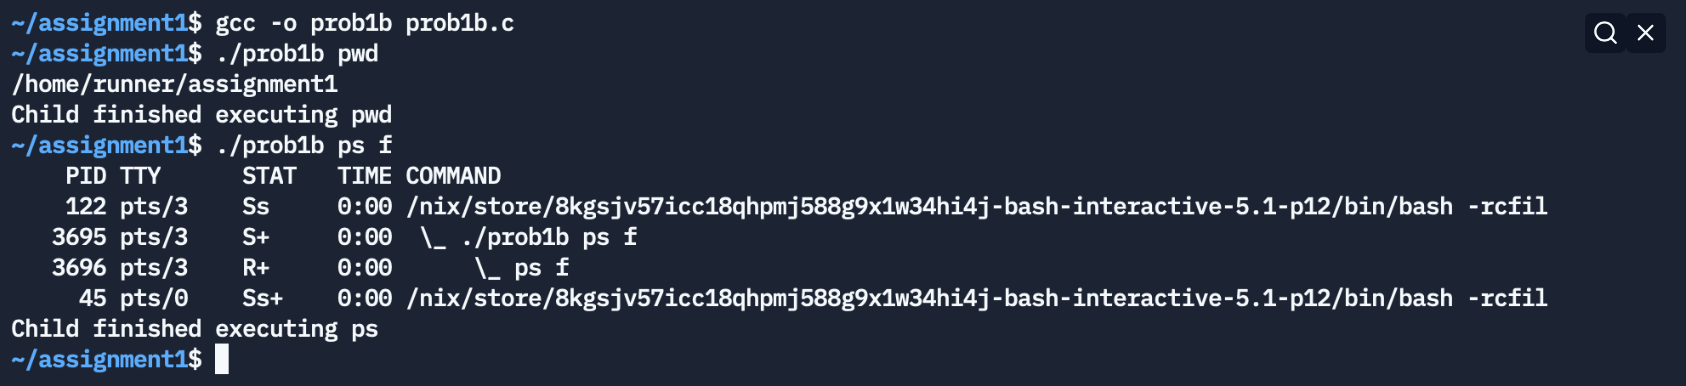 ~/assignment1$ gcc -o prob1b prob1b.c
~/assignment1$ ./prob1b pwd
/home/runner/assignment1
Child finished executing pwd
~/assignment1$ ./prob1b ps f
    PID TTY      STAT   TIME COMMAND
    122 pts/3    Ss     0:00 /nix/store/8kgsjv57icc18qhpmj588g9x1w34hi4j-bash-interactive-5.1-p12/bin/bash -rcfil
   3695 pts/3    S+     0:00  \_ ./prob1b ps f
   3696 pts/3    R+     0:00      \_ ps f
     45 pts/0    Ss+    0:00 /nix/store/8kgsjv57icc18qhpmj588g9x1w34hi4j-bash-interactive-5.1-p12/bin/bash -rcfil
Child finished executing ps
~/assignment1$